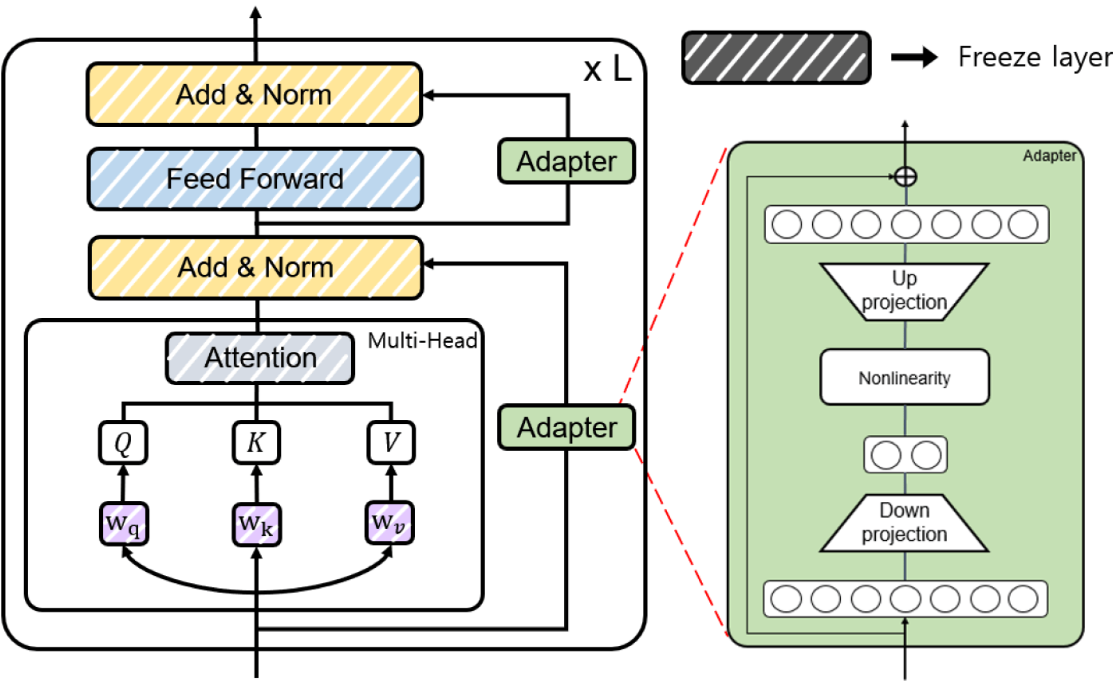 x L
Add & Norm
Adapter
Feed Forward
Add & Norm
Multi-Head
Attention
Adapter
Q
K
V
w_q
w_k
w_v
Freeze layer
Adapter
Up
projection
Nonlinearity
Down
projection